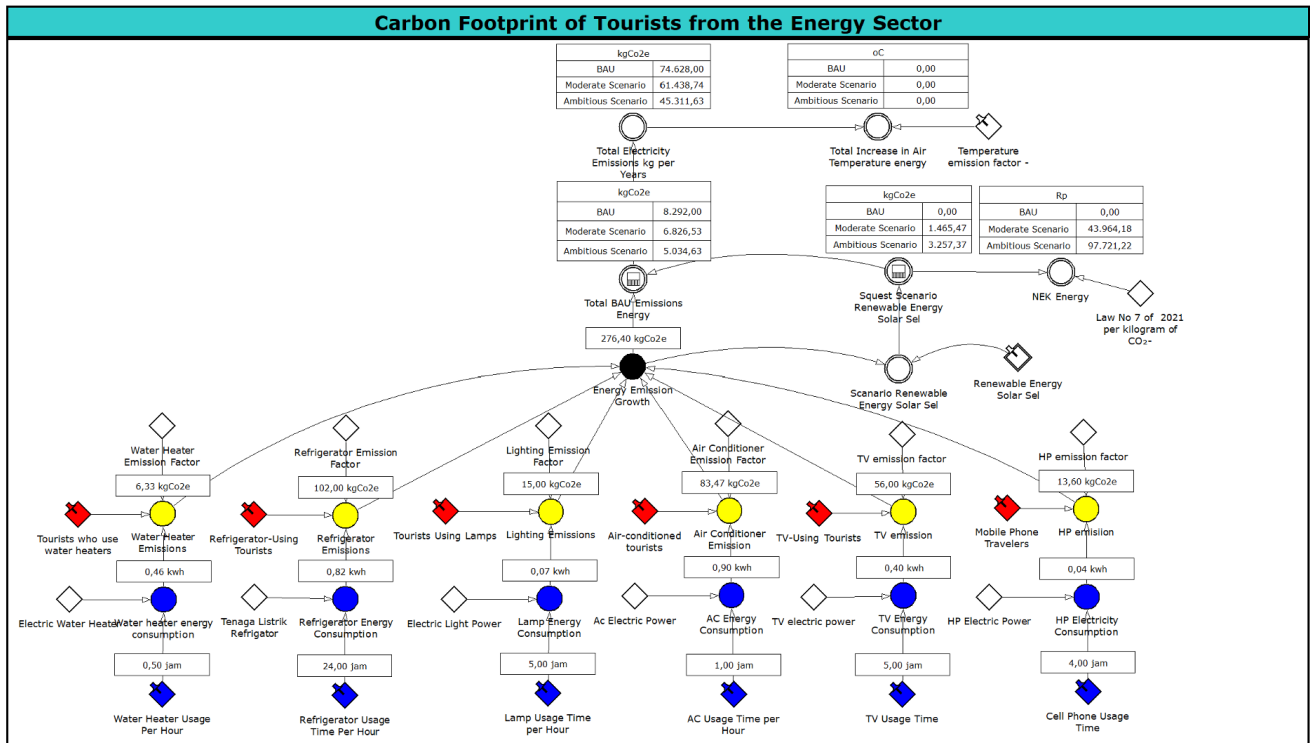 Carbon Footprint of Tourists from the Energy Sector
kgCo2e
BAU 74.628,00
Moderate Scenario 61.438,74
Ambitious Scenario 45.311,63
oC
BAU 0,00
Moderate Scenario 0,00
Ambitious Scenario 0,00
Total Electricity
Emissions kg per
Years
Total Increase in Air
Temperature energy
Temperature
emission factor -
kgCo2e
BAU 8.292,00
Moderate Scenario 6.826,53
Ambitious Scenario 5.034,63
kgCo2e
BAU 0,00
Moderate Scenario 1.465,47
Ambitious Scenario 3.257,37
Rp
BAU 0,00
Moderate Scenario 43.964,18
Ambitious Scenario 97.721,22
Total BAU Emissions
Energy
Squest Scenario
Renewable Energy
Solar Sel
NEK Energy
Law No 7 of 2021
per kilogram of
CO₂-
276,40 kgCo2e
Energy Emission
Growth
Scanario Renewable
Energy Solar Sel
Renewable Energy
Solar Sel
Water Heater
Emission Factor
Refrigerator Emission
Factor
Lighting Emission
Factor
Air Conditioner
Emission Factor
TV emission factor
HP emission factor
6,33 kgCo2e
102,00 kgCo2e
15,00 kgCo2e
83,47 kgCo2e
56,00 kgCo2e
13,60 kgCo2e
Tourists who use
water heaters
Water Heater
Emissions
Refrigerator-Using
Tourists
Refrigerator
Emissions
Tourists Using Lamps
Lighting Emissions
Air-conditioned
tourists
Air Conditioner
Emission
TV-Using Tourists
TV emission
Mobile Phone
Travelers
HP emisiion
0,46 kwh
0,82 kwh
0,07 kwh
0,90 kwh
0,40 kwh
0,04 kwh
Electric Water Heater
Water heater energy
consumption
Tenaga Listrik
Refrigator
Refrigerator Energy
Consumption
Electric Light Power
Lamp Energy
Consumption
Ac Electric Power
AC Energy
Consumption
TV electric power
TV Energy
Consumption
HP Electric Power
HP Electricity
Consumption
0,50 jam
24,00 jam
5,00 jam
1,00 jam
5,00 jam
4,00 jam
Water Heater Usage
Per Hour
Refrigerator Usage
Time Per Hour
Lamp Usage Time
per Hour
AC Usage Time per
Hour
TV Usage Time
Cell Phone Usage
Time